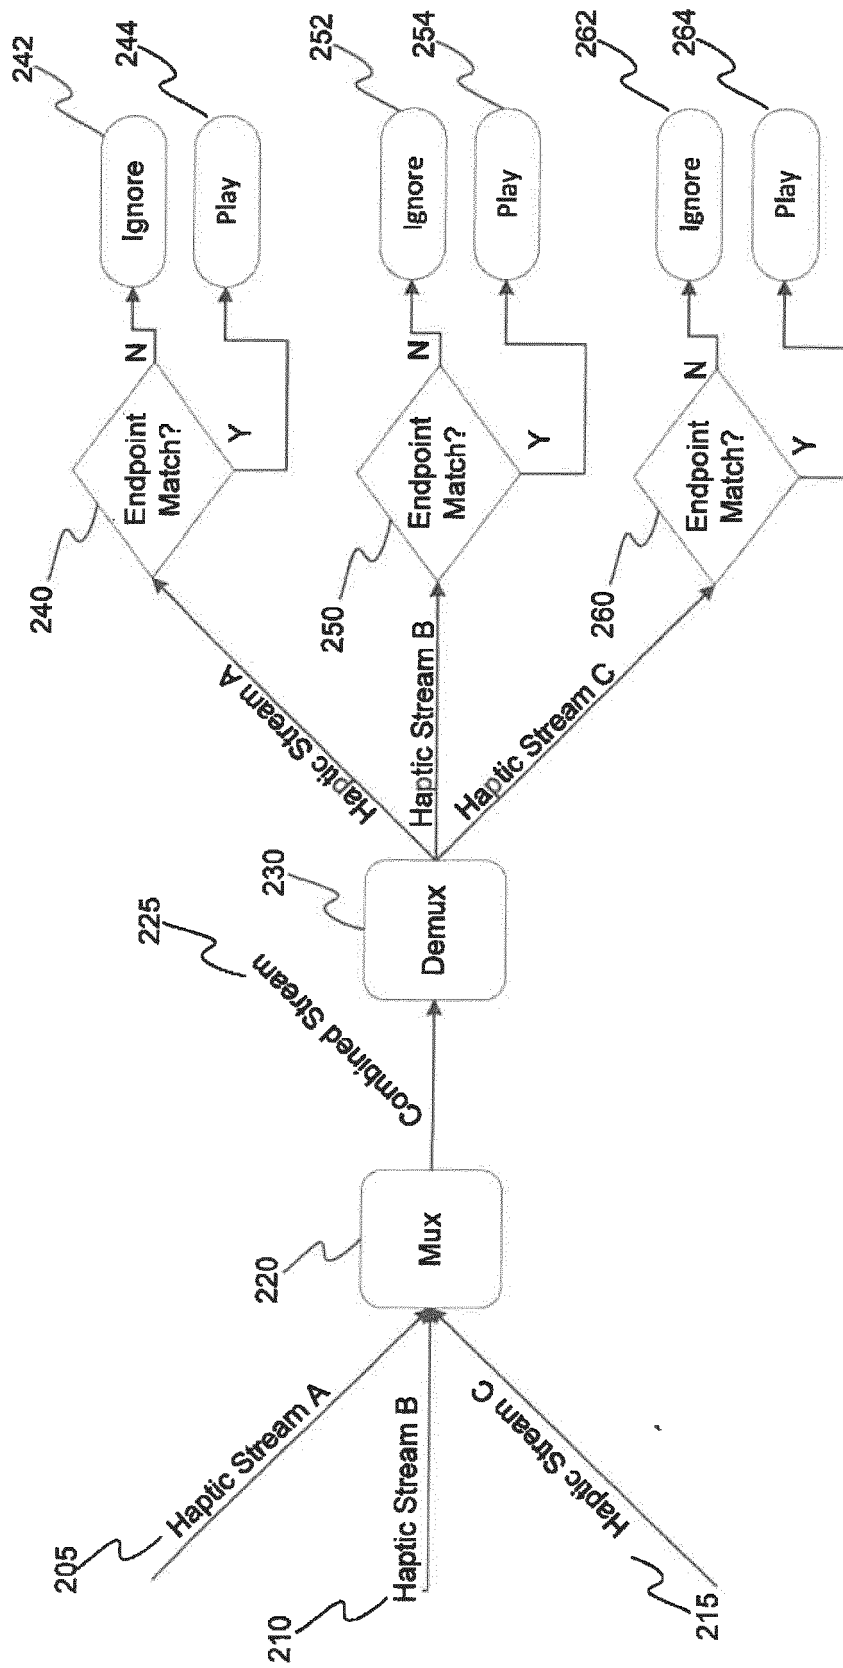 205
Haptic Stream A
210
Haptic Stream B
215
Haptic Stream C
220
Mux
225
Combined Stream
230
Demux
Haptic Stream A
Haptic Stream B
Haptic Stream C
240
Endpoint
Match?
N
Y
242
Ignore
244
Play
250
Endpoint
Match?
N
Y
252
Ignore
254
Play
260
Endpoint
Match?
N
Y
262
Ignore
264
Play